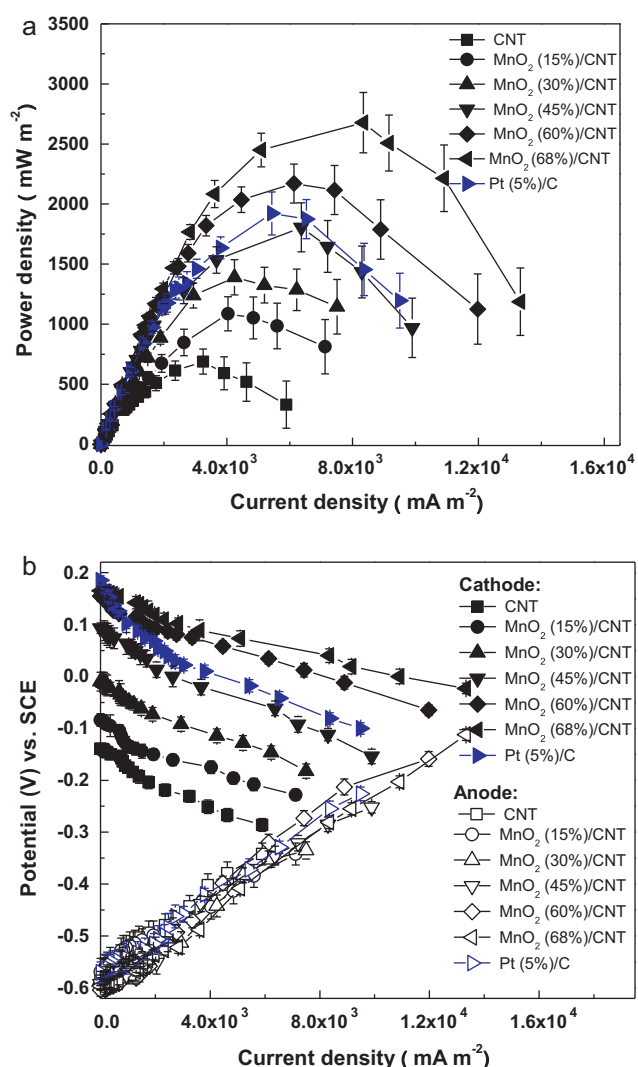 a
3500
3000
2500
2000
1500
1000
500
0
Power density ( mW m⁻²)
CNT
MnO₂ (15%)/CNT
MnO₂ (30%)/CNT
MnO₂ (45%)/CNT
MnO₂ (60%)/CNT
MnO₂ (68%)/CNT
Pt (5%)/C
0.0 4.0x10³ 8.0x10³ 1.2x10⁴ 1.6x10⁴
Current density ( mA m⁻²)
b
0.2
0.1
0.0
-0.1
-0.2
-0.3
-0.4
-0.5
-0.6
Potential (V) vs. SCE
Cathode:
CNT
MnO₂ (15%)/CNT
MnO₂ (30%)/CNT
MnO₂ (45%)/CNT
MnO₂ (60%)/CNT
MnO₂ (68%)/CNT
Pt (5%)/C
Anode:
CNT
MnO₂ (15%)/CNT
MnO₂ (30%)/CNT
MnO₂ (45%)/CNT
MnO₂ (60%)/CNT
MnO₂ (68%)/CNT
Pt (5%)/C
0.0 4.0x10³ 8.0x10³ 1.2x10⁴ 1.6x10⁴
Current density ( mA m⁻²)